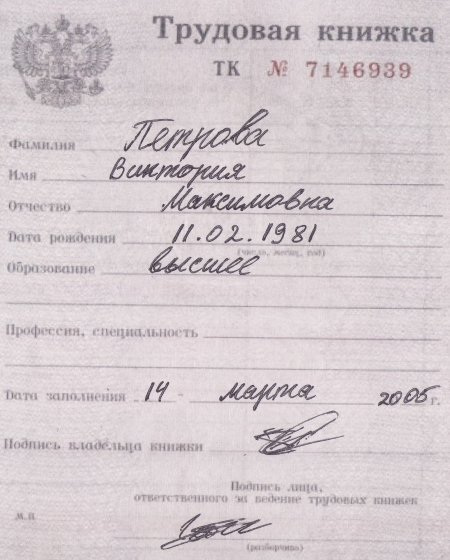 Трудовая книжка
ТК № 7146939
Фамилия Петрова
Имя Виктория
Отчество Максимовна
Дата рождения 11.02.1981
(число, месяц, год)
Образование высшее
Профессия, специальность
Дата заполнения 14 марта 2005 г.
Подпись владельца книжки
Подпись лица,
ответственного за ведение трудовых книжек
М.П.
(разборчиво)